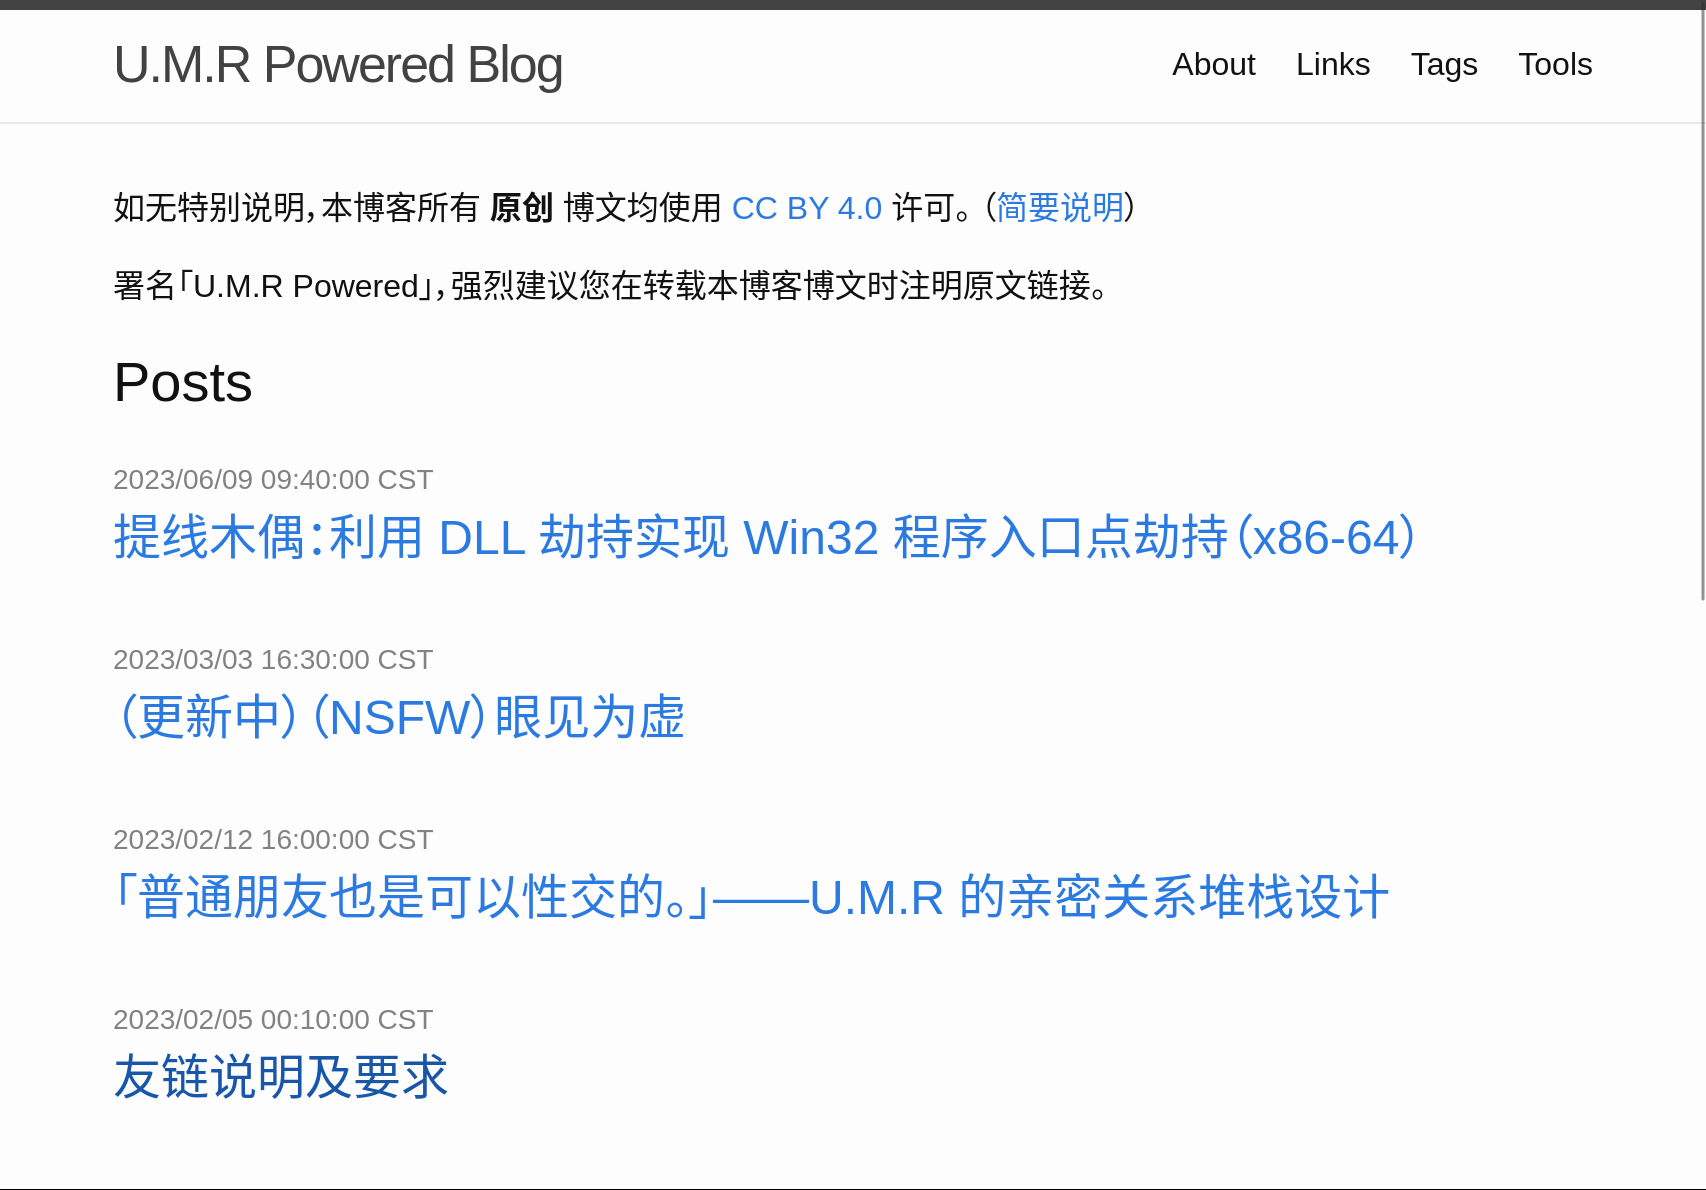 U.M.R Powered Blog
About Links Tags Tools
如无特别说明，本博客所有 原创 博文均使用 CC BY 4.0 许可。（简要说明）
署名「U.M.R Powered」，强烈建议您在转载本博客博文时注明原文链接。
Posts
2023/06/09 09:40:00 CST
提线木偶：利用 DLL 劫持实现 Win32 程序入口点劫持（x86-64）
2023/03/03 16:30:00 CST
（更新中）（NSFW）眼见为虚
2023/02/12 16:00:00 CST
「普通朋友也是可以性交的。」——U.M.R 的亲密关系堆栈设计
2023/02/05 00:10:00 CST
友链说明及要求